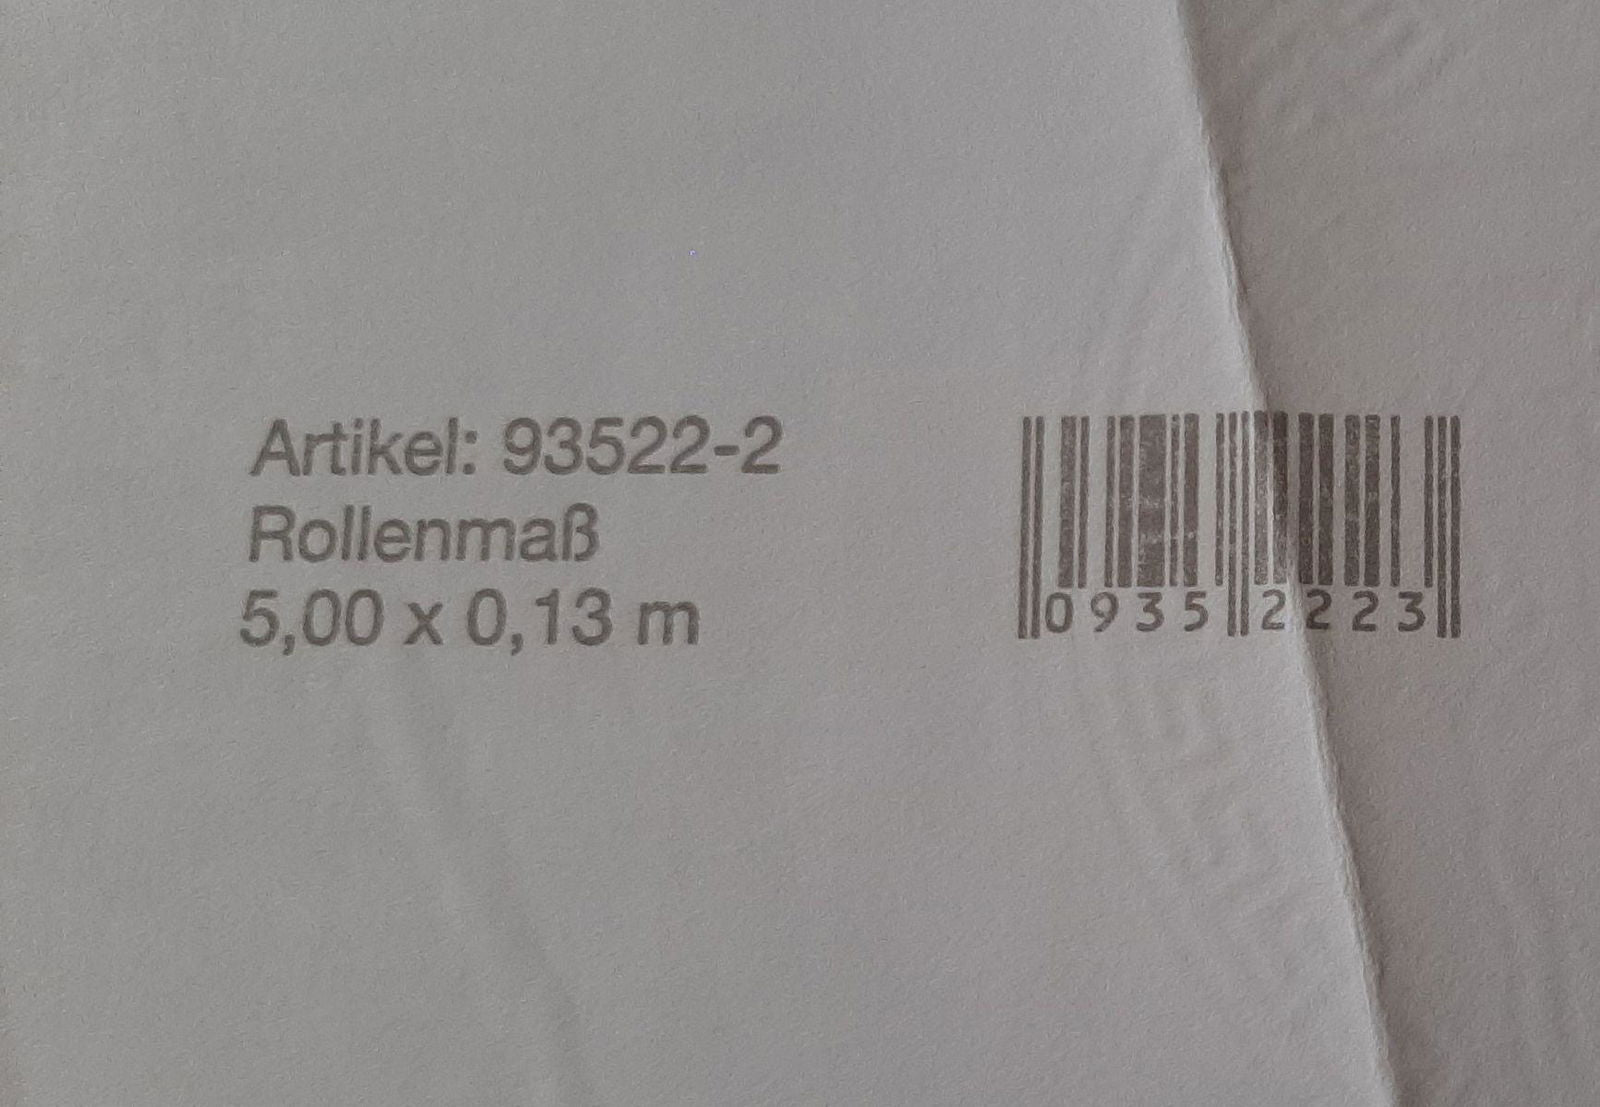 Artikel: 93522-2
Rollenmaß
5,00 x 0,13 m
0935 2223